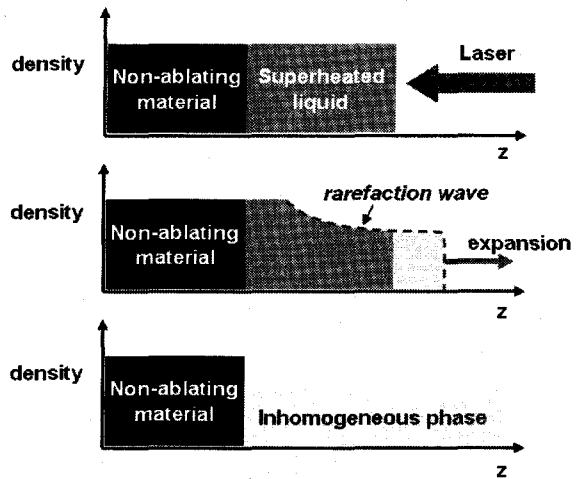 density
Non-ablating
material
Superheated
liquid
Laser
z
density
Non-ablating
material
rarefaction wave
expansion
z
density
Non-ablating
material
Inhomogeneous phase
z